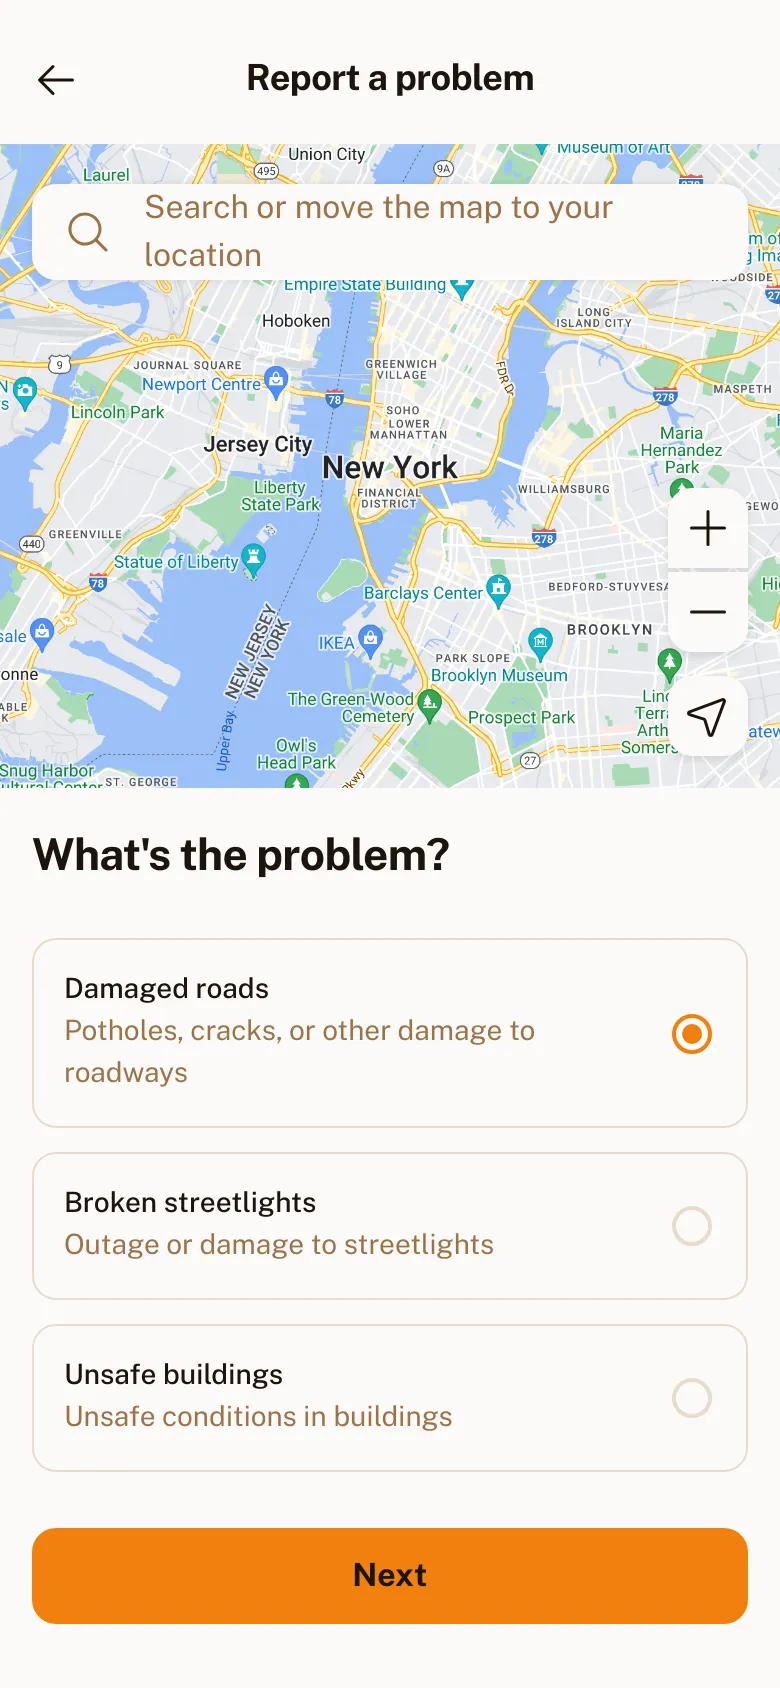 Report a problem
Union City
Museum of Art
Laurel
495
9A
Search or move the map to your
location
Empire State Building
WOODSIDE
Hoboken
LONG
ISLAND CITY
9
JOURNAL SQUARE
GREENWICH
VILLAGE
FDR D
Newport Centre
78
278
MASPETH
Lincoln Park
SOHO
LOWER
MANHATTAN
Jersey City
Maria
Hernandez
Park
New York
Liberty
State Park
FINANCIAL
DISTRICT
WILLIAMSBURG
GREENVILLE
440
278
Statue of Liberty
78
Barclays Center
BEDFORD-STUYVESA
NEW JERSEY
NEW YORK
IKEA
BROOKLYN
sale
onne
PARK SLOPE
Brooklyn Museum
The Green-Wood
Cemetery
Prospect Park
Upper Bay
Owl's
Head Park
27
Snug Harbor
Cultural Center
ST. GEORGE
Pkwy
What's the problem?
Damaged roads
Potholes, cracks, or other damage to
roadways
Broken streetlights
Outage or damage to streetlights
Unsafe buildings
Unsafe conditions in buildings
Next